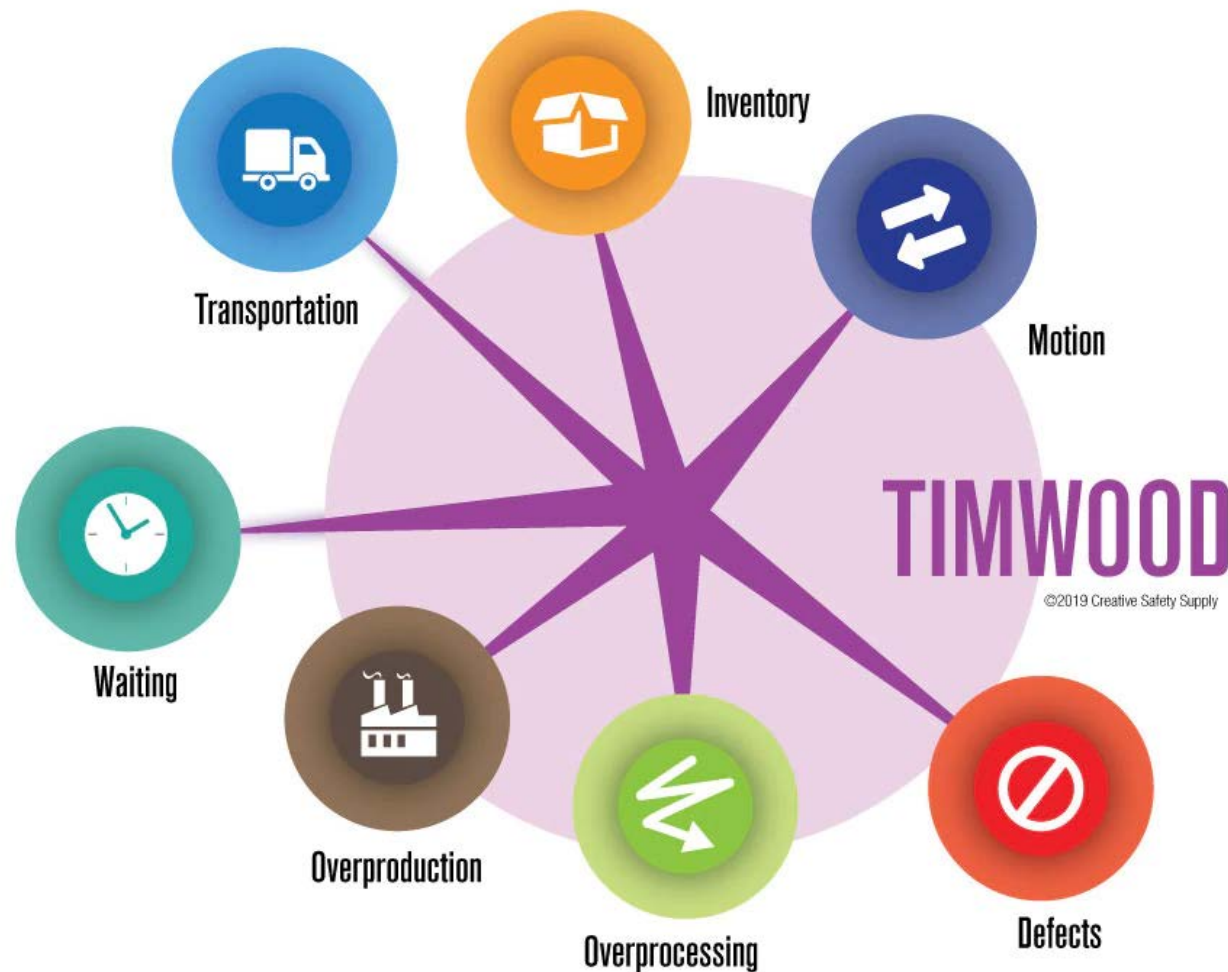 Inventory
Transportation
Motion
TIMWOOD
©2019 Creative Safety Supply
Waiting
Overproduction
Overprocessing
Defects